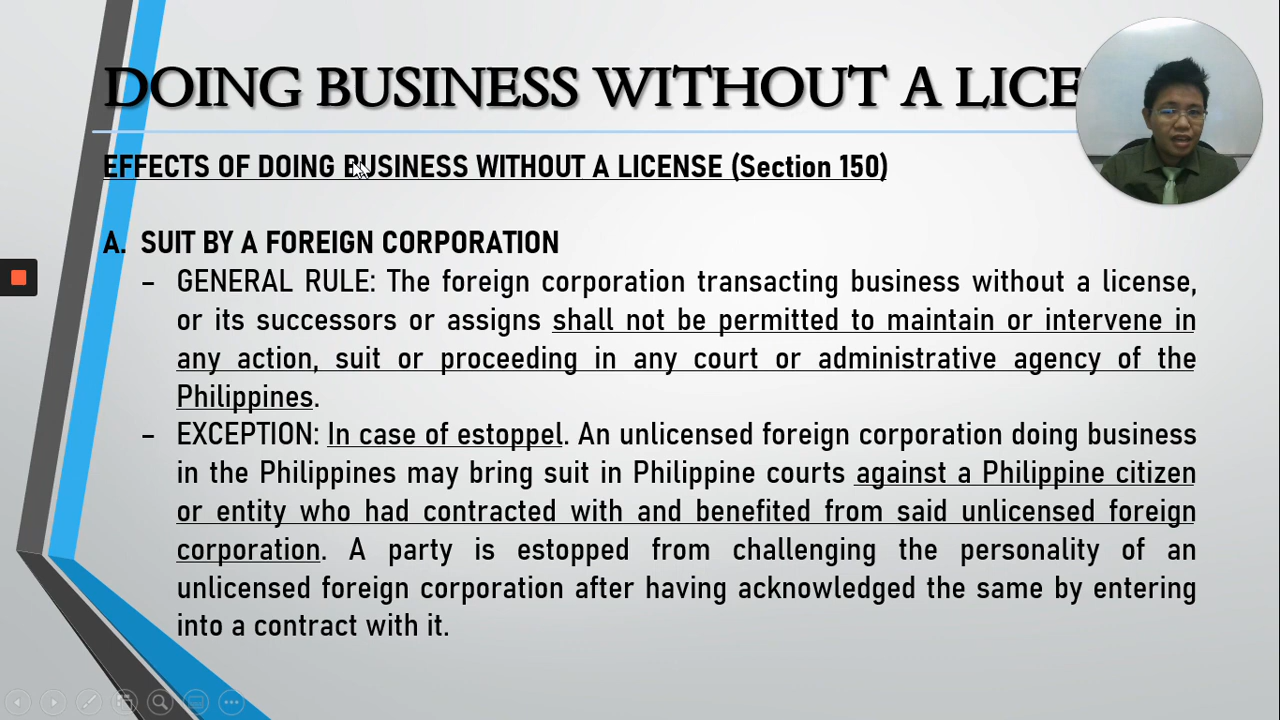 DOING BUSINESS WITHOUT A LICE
EFFECTS OF DOING BUSINESS WITHOUT A LICENSE (Section 150)
A. SUIT BY A FOREIGN CORPORATION
– GENERAL RULE: The foreign corporation transacting business without a license,
or its successors or assigns shall not be permitted to maintain or intervene in
any action, suit or proceeding in any court or administrative agency of the
Philippines.
– EXCEPTION: In case of estoppel. An unlicensed foreign corporation doing business
in the Philippines may bring suit in Philippine courts against a Philippine citizen
or entity who had contracted with and benefited from said unlicensed foreign
corporation. A party is estopped from challenging the personality of an
unlicensed foreign corporation after having acknowledged the same by entering
into a contract with it.